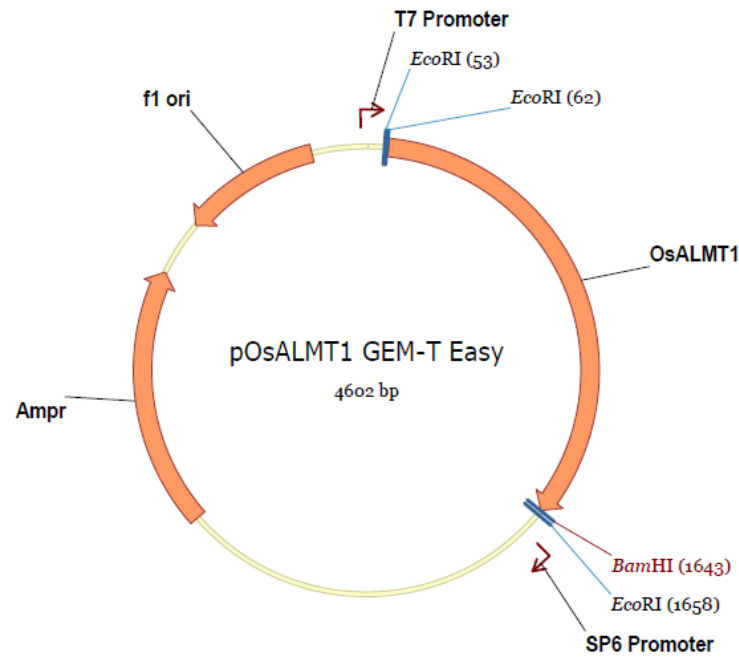 T7 Promoter
EcoRI (53)
EcoRI (62)
f1 ori
OsALMT1
pOsALMT1 GEM-T Easy
4602 bp
Ampr
BamHI (1643)
EcoRI (1658)
SP6 Promoter